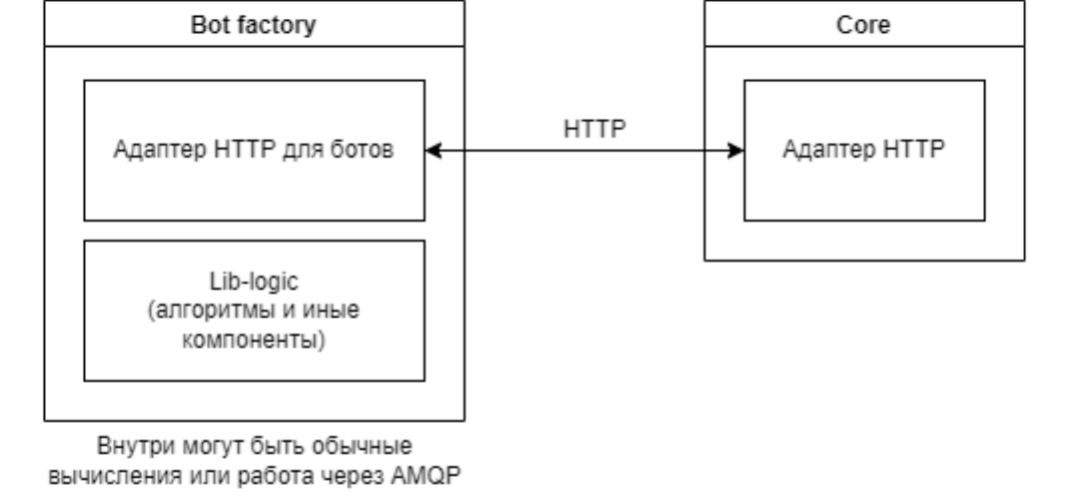 Bot factory
Core
Адаптер HTTP для ботов
HTTP
Адаптер HTTP
Lib-logic
(алгоритмы и иные
компоненты)
Внутри могут быть обычные
вычисления или работа через AMQP